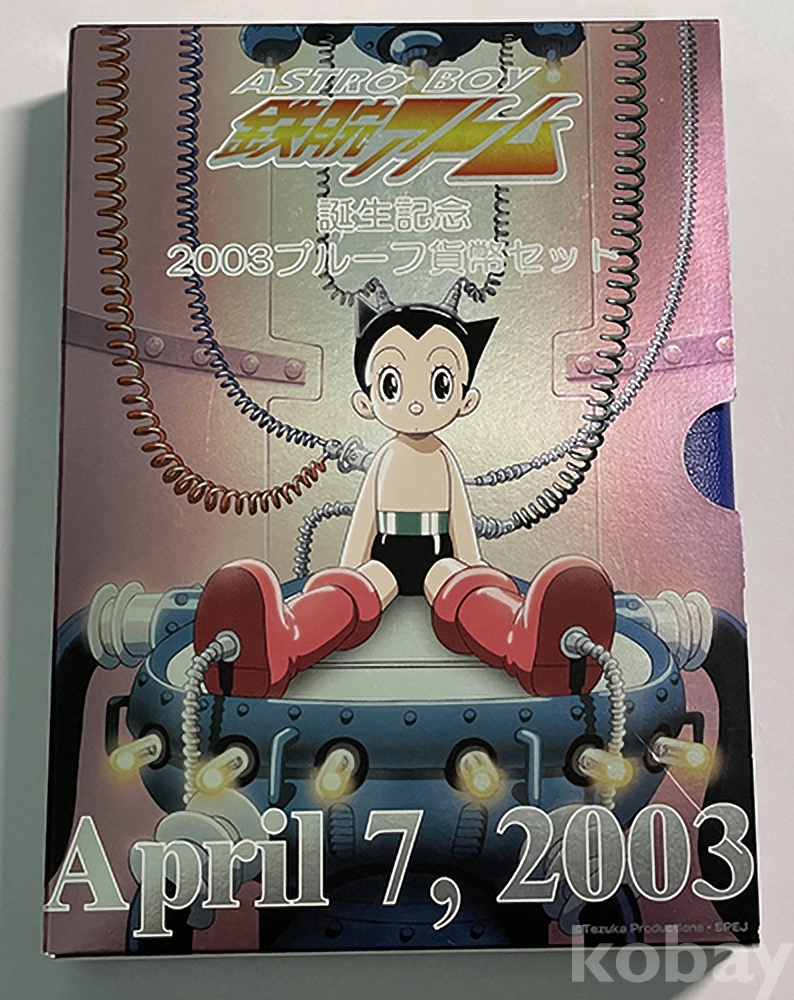 ASTRO BOY
鉄腕アトム
誕生記念
2003プルーフ貨幣セット
April 7, 2003
©Tezuka Productions・SPEJ
kobay